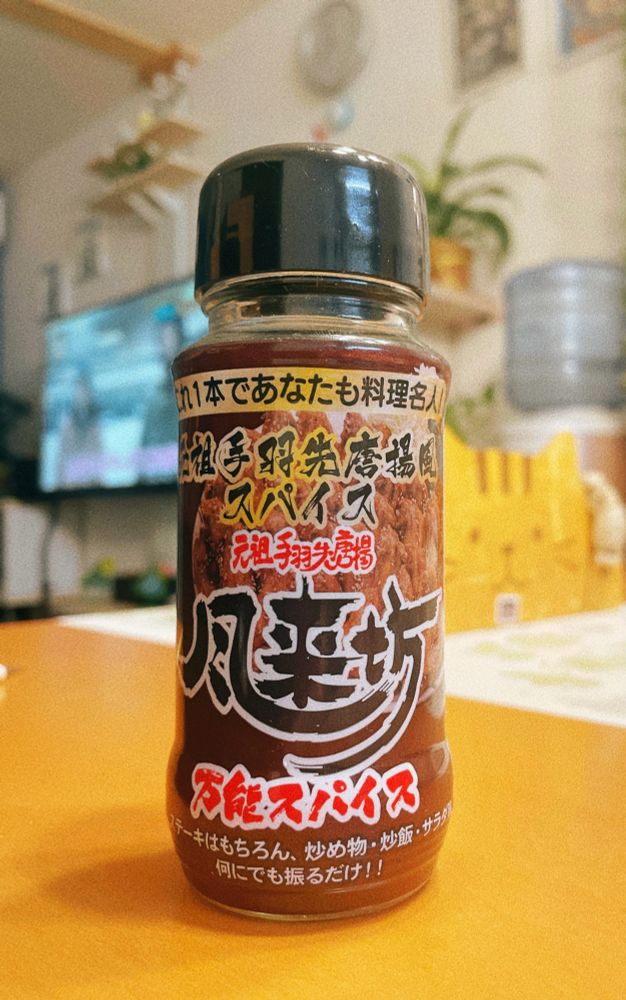 これ1本であなたも料理名人!
元祖手羽先唐揚風
スパイス
元祖手羽先唐揚
風来坊
万能スパイス
ステーキはもちろん、炒め物・炒飯・サラダ
何にでも振るだけ!!